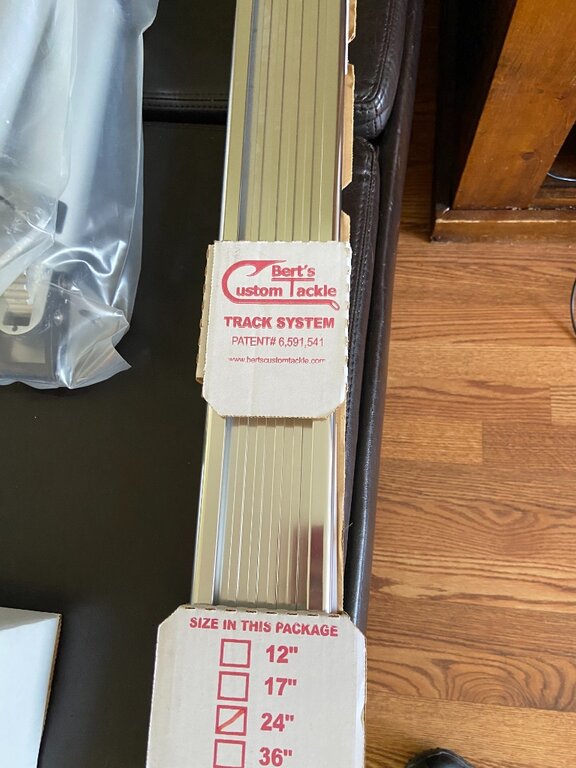 Bert's
Custom Tackle
TRACK SYSTEM
PATENT# 6,591,541
www.bertscustomtackle.com
SIZE IN THIS PACKAGE
12"
17"
24"
36"